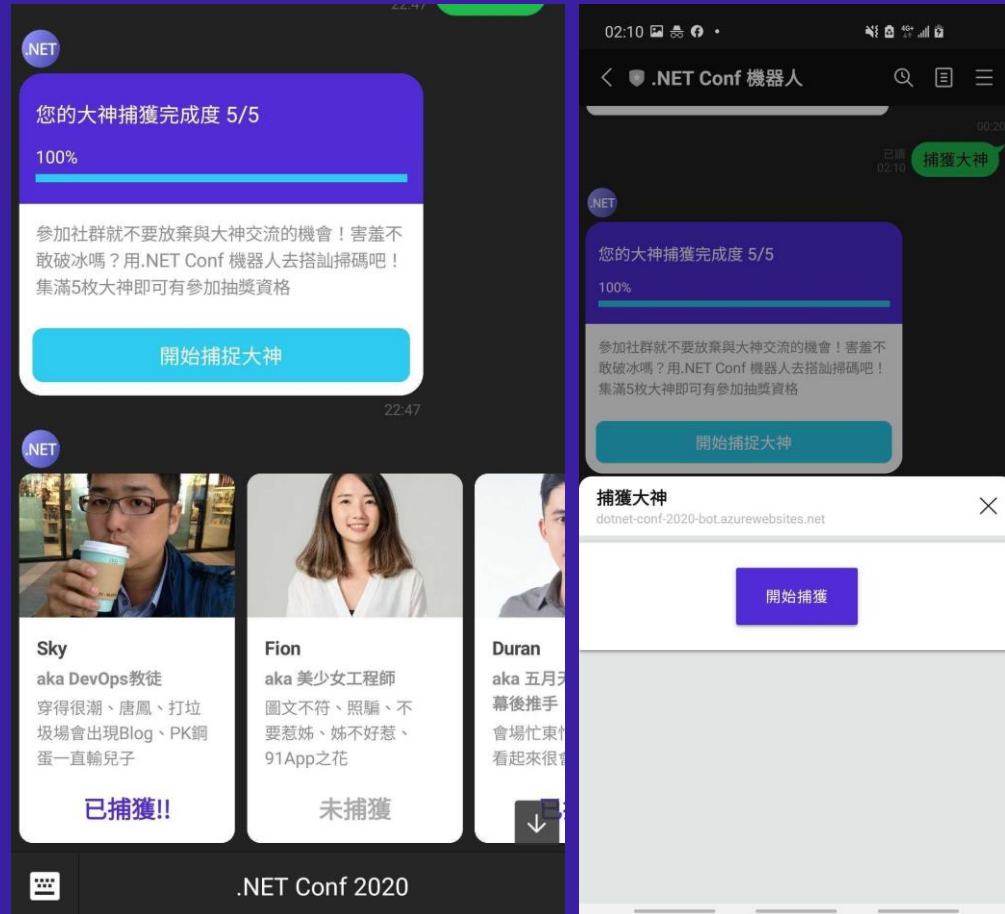 22:47
.NET
您的大神捕獲完成度 5/5
100%
參加社群就不要放棄與大神交流的機會！害羞不
敢破冰嗎？用.NET Conf 機器人去搭訕掃碼吧！
集滿5枚大神即可有參加抽獎資格
開始捕捉大神
22:47
.NET
Sky
aka DevOps教徒
穿得很潮、唐鳳、打垃
圾場會出現Blog、PK鋼
蛋一直輸兒子
已捕獲!!
Fion
aka 美少女工程師
圖文不符、照騙、不
要惹姊、姊不好惹、
91App之花
未捕獲
Duran
aka 五月天
幕後推手
會場忙東忙
看起來很會
已
.NET Conf 2020
02:10
4G+
.NET Conf 機器人
00:20
已讀
02:10
捕獲大神
.NET
您的大神捕獲完成度 5/5
100%
參加社群就不要放棄與大神交流的機會！害羞不
敢破冰嗎？用.NET Conf 機器人去搭訕掃碼吧！
集滿5枚大神即可有參加抽獎資格
開始捕捉大神
捕獲大神
dotnet-conf-2020-bot.azurewebsites.net
開始捕獲